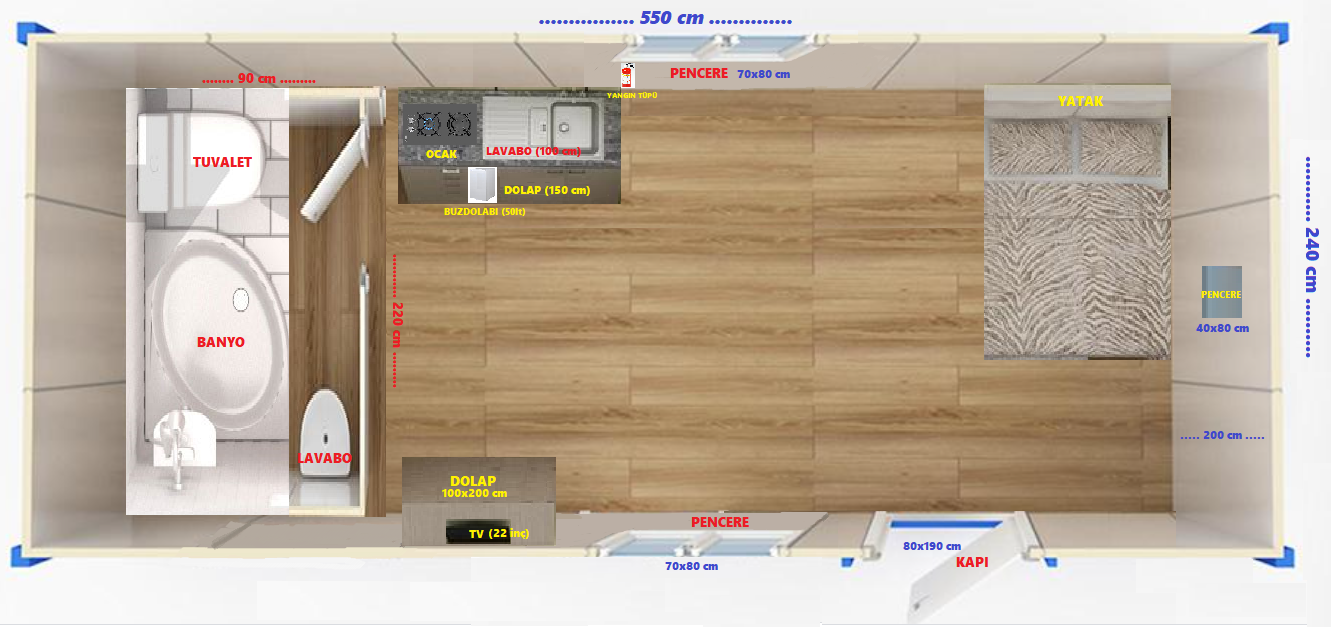 ................ 550 cm ..............
PENCERE 70x80 cm
YANGIN TÜPÜ
........ 90 cm .........
TUVALET
OCAK
LAVABO (100 cm)
DOLAP (150 cm)
BUZDOLABI (50lt)
YATAK
PENCERE
40x80 cm
........... 240 cm ..........
BANYO
........... 220 cm .........
..... 200 cm .....
LAVABO
DOLAP
100x200 cm
TV (22 inç)
PENCERE
70x80 cm
80x190 cm
KAPI